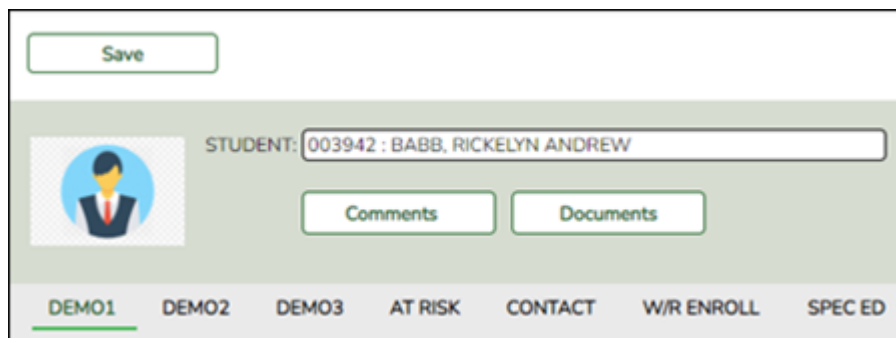 Save
STUDENT: 003942 : BABB, RICKELYN ANDREW
Comments Documents
DEMO1 DEMO2 DEMO3 AT RISK CONTACT W/R ENROLL SPEC ED